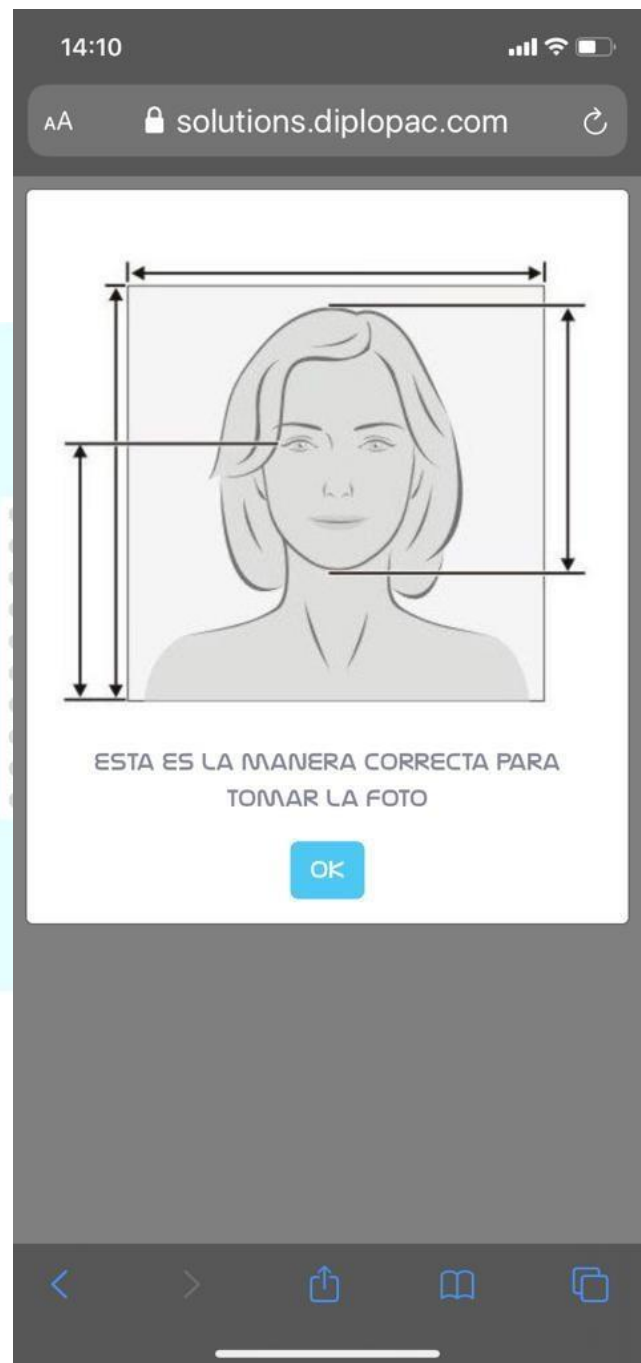 14:10
AA solutions.diplopac.com
ESTA ES LA MANERA CORRECTA PARA
TOMAR LA FOTO
OK